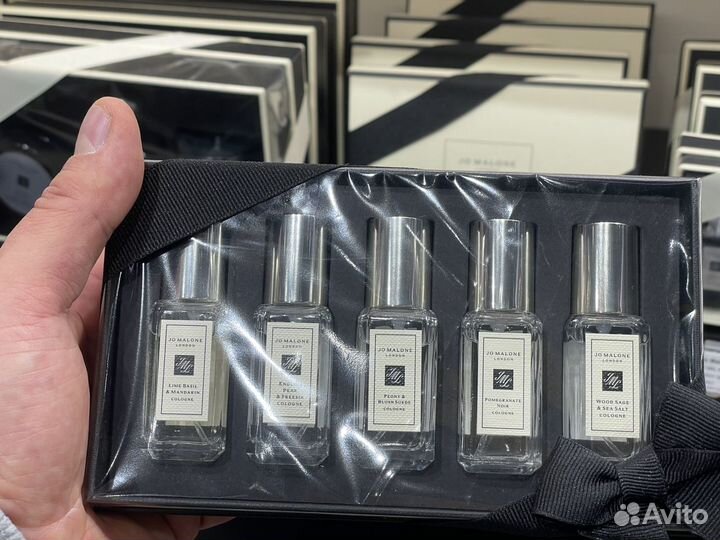 JO MALONE
JO MALONE
LONDON
LIME BASIL
& MANDARIN
COLOGNE
JO MALONE
LONDON
PEAR
& FREESIA
COLOGNE
JO MALONE
LONDON
PEONY &
BLUSH SUEDE
COLOGNE
JO MALONE
LONDON
POMEGRANATE
NOIR
COLOGNE
JO MALONE
LONDON
WOOD SAGE
& SEA SALT
COLOGNE
Avito